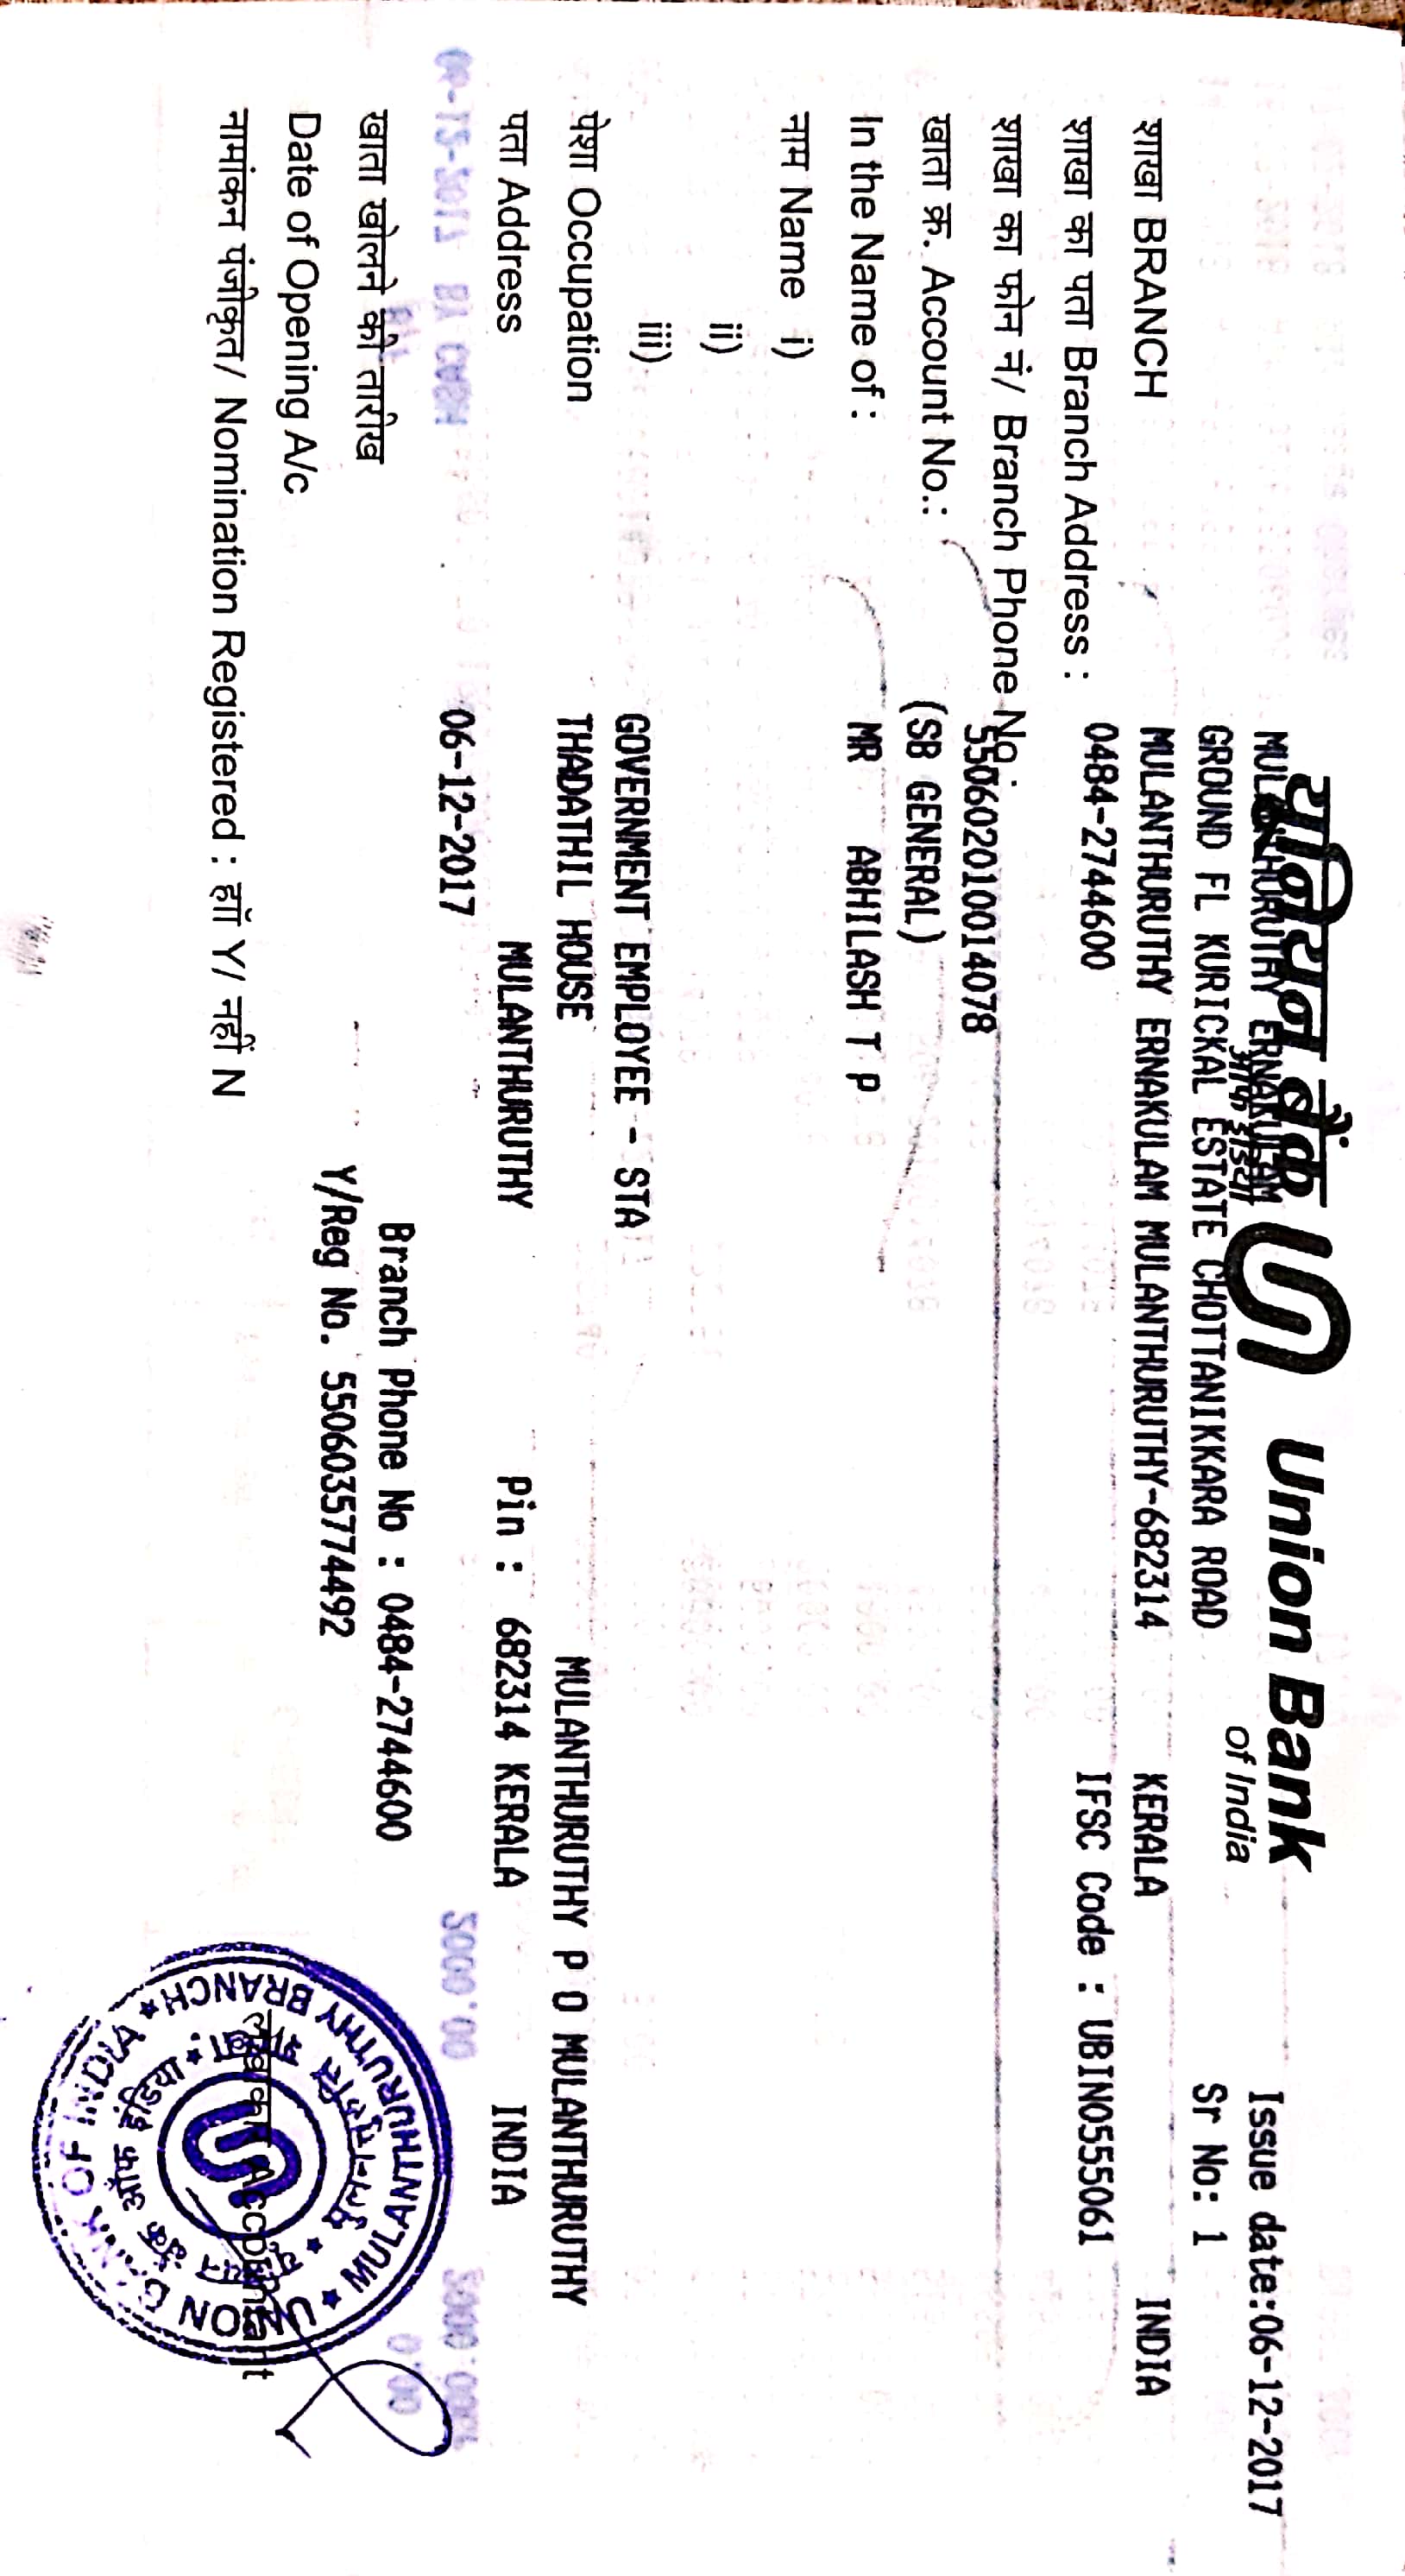 यूनियन बैंक Union Bank
ऑफ इंडिया of India
Issue date:06-12-2017
MULANTHURUTHY ERNAKULAM
Sr No: 1
GROUND FL KURICKAL ESTATE CHOTTANIKKARA ROAD
शाखा BRANCH MULANTHURUTHY ERNAKULAM MULANTHURUTHY-682314 KERALA INDIA
शाखा का पता Branch Address : 0484-2744600 IFSC Code : UBIN0555061
शाखा का फोन नं/ Branch Phone No :
खाता क्र. Account No.: 550602010014078
(SB GENERAL)
In the Name of : MR ABHILASH T P
नाम Name i)
ii)
iii)
GOVERNMENT EMPLOYEE - STA
पेशा Occupation THADATHIL HOUSE MULANTHURUTHY P O MULANTHURUTHY
पता Address MULANTHURUTHY Pin : 682314 KERALA INDIA
06-12-2017
खाता खोलने की तारीख Branch Phone No : 0484-2744600
Date of Opening A/c Y/Reg No. 550603577449​2
नामांकन पंजीकृत/ Nomination Registered : हॉ Y/ नहीं N
लेखाकार Accountant
UNION BANK OF INDIA ★ MULANTHURUTHY BRANCH ★
यूनियन बैंक ऑफ इंडिया